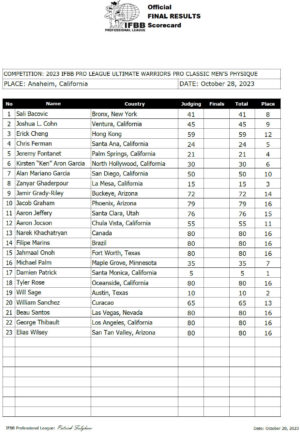 Official
FINAL RESULTS
IFBB Scorecard
PROFESSIONAL LEAGUE
COMPETITION: 2023 IFBB PRO LEAGUE ULTIMATE WARRIORS PRO CLASSIC MEN'S PHYSIQUE
PLACE: Anaheim, California DATE: October 28, 2023
No Name Country Judging Finals Total Place
1 Sali Bacovic Bronx, New York 41 41 8
2 Joshua L. Cohn Ventura, California 45 45 9
3 Erick Cheng Hong Kong 59 59 12
4 Chris Ferman Santa Ana, California 24 24 5
5 Jeremy Fontanet Palm Springs, California 21 21 4
6 Kirsten "Ken" Aron Garcia North Hollywood, California 30 30 6
7 Alan Mariano Garcia San Diego, California 50 50 10
8 Zanyar Ghaderpour La Mesa, California 15 15 3
9 Jamir Grady-Riley Buckeye, Arizona 72 72 14
10 Jacob Graham Phoenix, Arizona 79 79 16
11 Aaron Jeffery Santa Clara, Utah 76 76 15
12 Aaron Jocson Chula Vista, California 55 55 11
13 Narek Khachatryan Canada 80 80 16
14 Filipe Marins Brazil 80 80 16
15 Jahmaal Onoh Fort Worth, Texas 80 80 16
16 Michael Palm Maple Grove, Minnesota 35 35 7
17 Damien Patrick Santa Monica, California 5 5 1
18 Tyler Rose Oceanside, California 80 80 16
19 Will Sage Austin, Texas 10 10 2
20 William Sanchez Curacao 65 65 13
21 Beau Santos Las Vegas, Nevada 80 80 16
22 George Thibault Los Angeles, California 80 80 16
23 Elias Wilsey San Tan Valley, Arizona 80 80 16
IFBB Professional League: Date: October 28, 2023